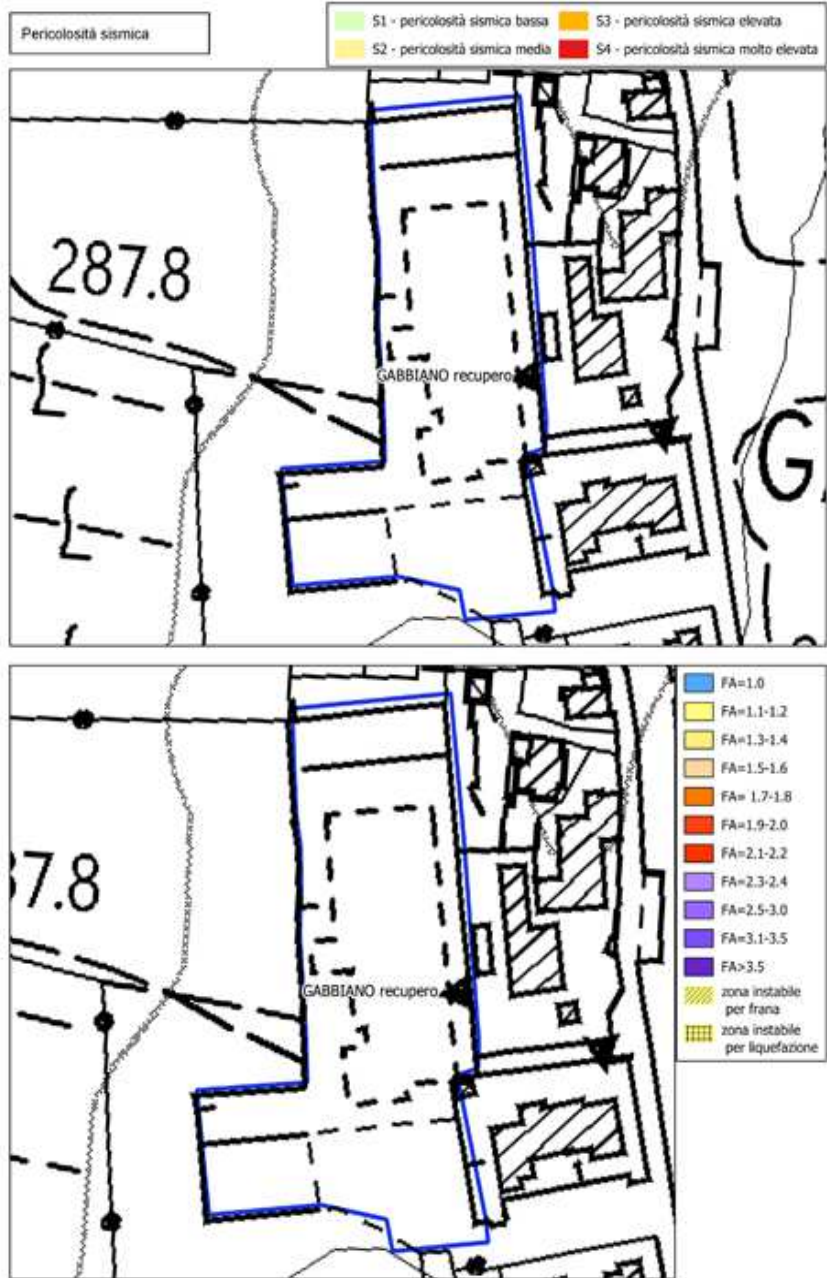 Pericolosità sismica
S1 - pericolosità sismica bassa
S3 - pericolosità sismica elevata
S2 - pericolosità sismica media
S4 - pericolosità sismica molto elevata
287.8
GABBIANO recupero
G
37.8
GABBIANO recupero
FA=1.0
FA=1.1-1.2
FA=1.3-1.4
FA=1.5-1.6
FA= 1.7-1.8
FA=1.9-2.0
FA=2.1-2.2
FA=2.3-2.4
FA=2.5-3.0
FA=3.1-3.5
FA>3.5
zona instabile
per frana
zona instabile
per liquefazione